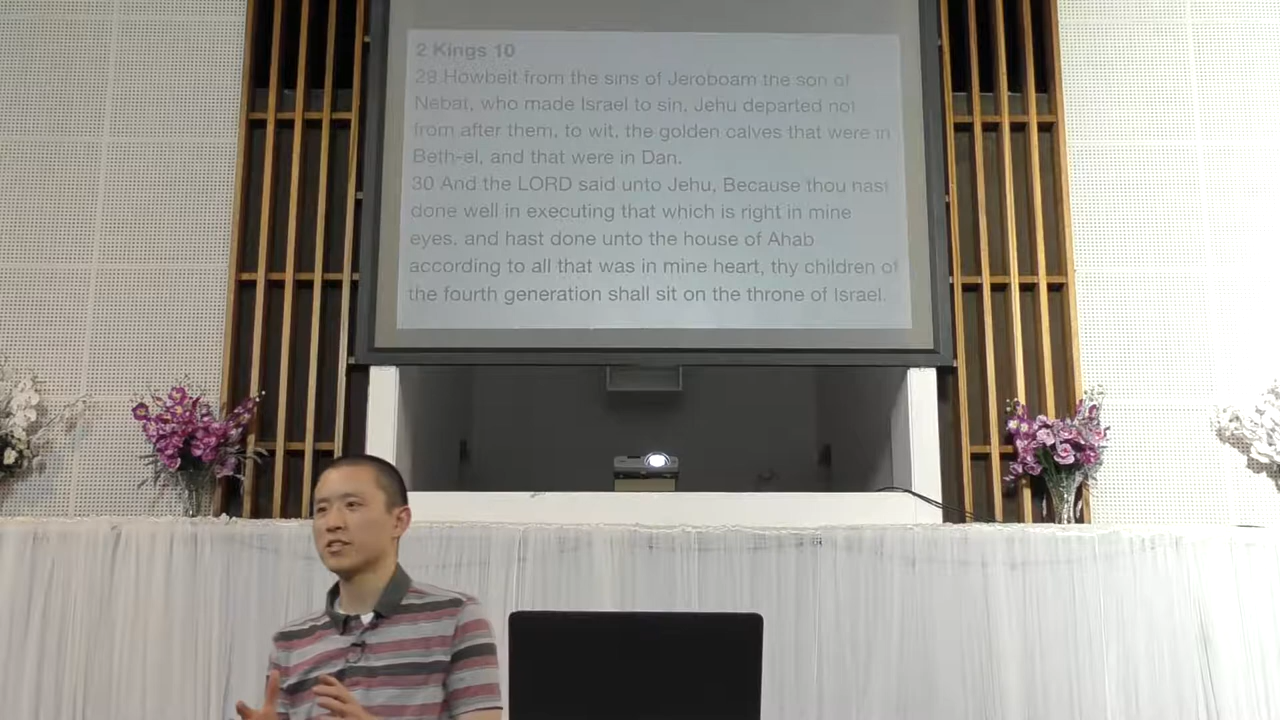 2 Kings 10
29 Howbeit from the sins of Jeroboam the son of
Nebat, who made Israel to sin, Jehu departed not
from after them, to wit, the golden calves that were in
Beth-el, and that were in Dan.
30 And the LORD said unto Jehu, Because thou hast
done well in executing that which is right in mine
eyes, and hast done unto the house of Ahab
according to all that was in mine heart, thy children of
the fourth generation shall sit on the throne of Israel.